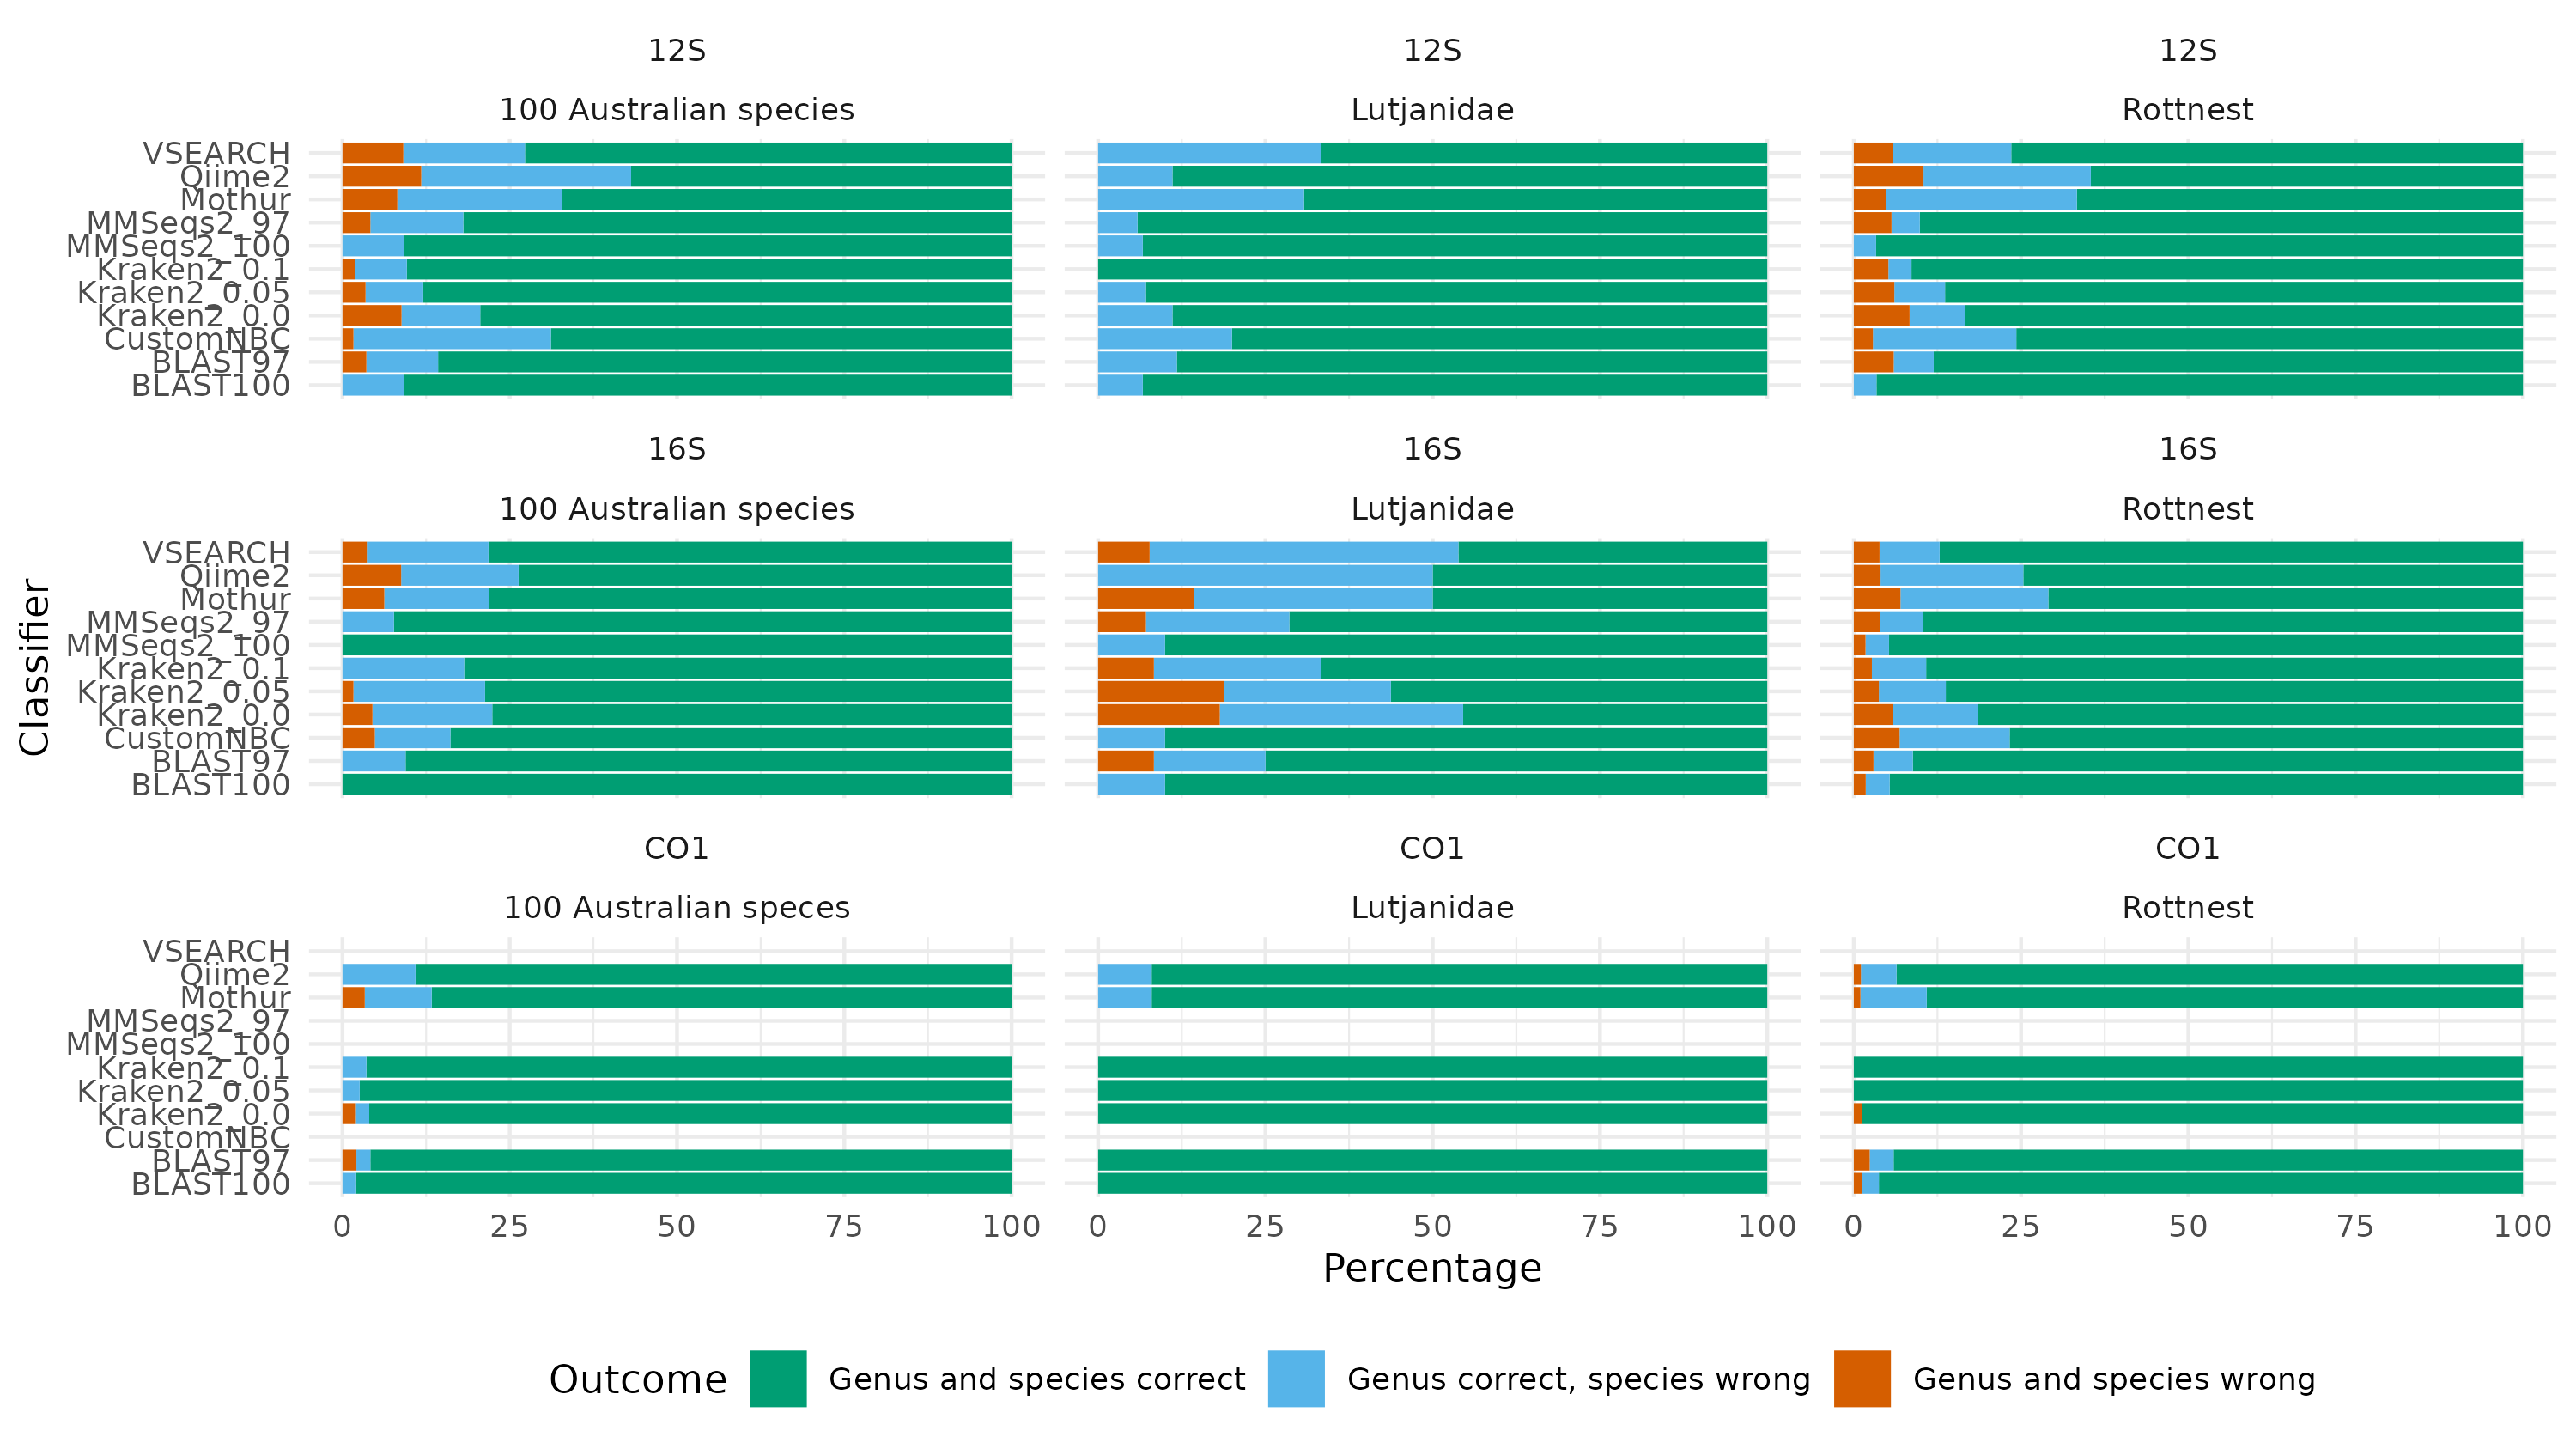 12S
12S
12S
100 Australian species
Lutjanidae
Rottnest
VSEARCH
Qiime2
Mothur
MMSeqs2_97
MMSeqs2_100
Kraken2_0.1
Kraken2_0.05
Kraken2_0.0
CustomNBC
BLAST97
BLAST100
16S
16S
16S
100 Australian species
Lutjanidae
Rottnest
VSEARCH
Qiime2
Mothur
MMSeqs2_97
MMSeqs2_100
Kraken2_0.1
Kraken2_0.05
Kraken2_0.0
CustomNBC
BLAST97
BLAST100
Classifier
CO1
CO1
CO1
100 Australian speces
Lutjanidae
Rottnest
VSEARCH
Qiime2
Mothur
MMSeqs2_97
MMSeqs2_100
Kraken2_0.1
Kraken2_0.05
Kraken2_0.0
CustomNBC
BLAST97
BLAST100
0 25 50 75 100
0 25 50 75 100
0 25 50 75 100
Percentage
Outcome Genus and species correct Genus correct, species wrong Genus and species wrong